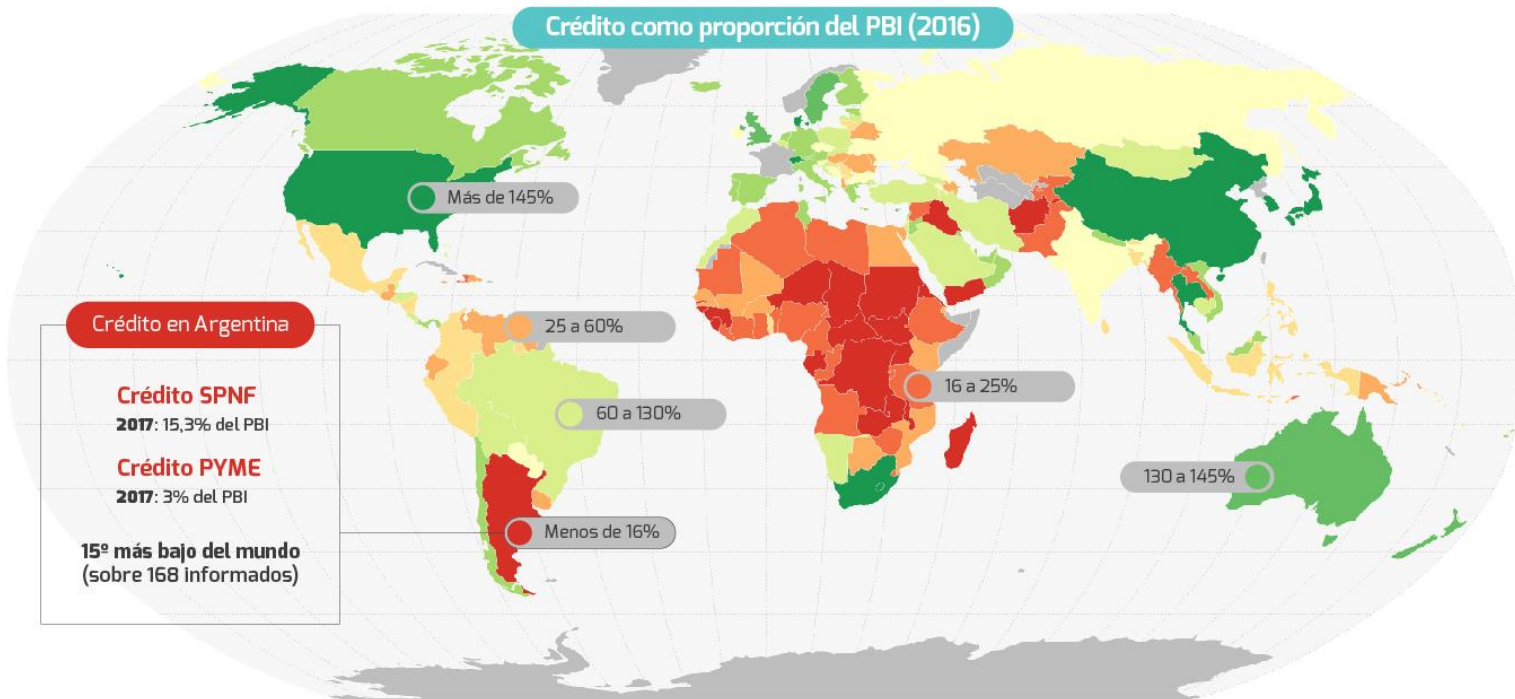 Crédito como proporción del PBI (2016)
Más de 145%
25 a 60%
16 a 25%
60 a 130%
130 a 145%
Menos de 16%
Crédito en Argentina
Crédito SPNF
2017: 15,3% del PBI
Crédito PYME
2017: 3% del PBI
15º más bajo del mundo
(sobre 168 informados)